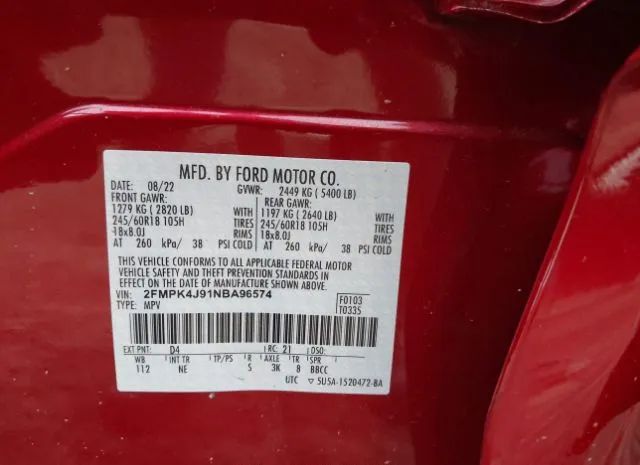 MFD. BY FORD MOTOR CO.
DATE: 08/22 GVWR: 2449 KG ( 5400 LB)
FRONT GAWR: REAR GAWR:
1279 KG ( 2820 LB) WITH 1197 KG ( 2640 LB) WITH
245/60R18 105H TIRES 245/60R18 105H TIRES
18x8.0J RIMS 18x8.0J RIMS
AT 260 kPa/ 38 PSI COLD AT 260 kPa/ 38 PSI COLD
THIS VEHICLE CONFORMS TO ALL APPLICABLE FEDERAL MOTOR
VEHICLE SAFETY AND THEFT PREVENTION STANDARDS IN
EFFECT ON THE DATE OF MANUFACTURE SHOWN ABOVE.
VIN: 2FMPK4J91NBA96574 F0103
TYPE: MPV T0335
EXT PNT: D4 RC: 21 DSO:
WB INT TR TP/PS R AXLE TR SPR
112 NE S 3K 8 BBCC
UTC ▽ 5U5A-1520472-BA